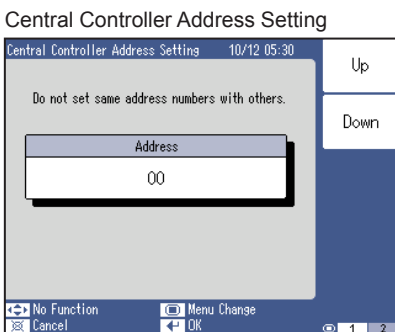 Central Controller Address Setting
Central Controller Address Setting 10/12 05:30
Up
Do not set same address numbers with others.
Down
Address
00
No Function Menu Change
Cancel OK
1 2